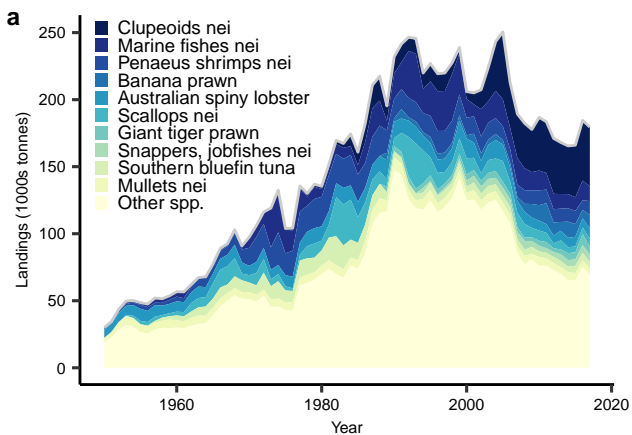 a
Landings (1000s tonnes)
250
200
150
100
50
0
Clupeoids nei
Marine fishes nei
Penaeus shrimps nei
Banana prawn
Australian spiny lobster
Scallops nei
Giant tiger prawn
Snappers, jobfishes nei
Southern bluefin tuna
Mullets nei
Other spp.
1960 1980 2000 2020
Year